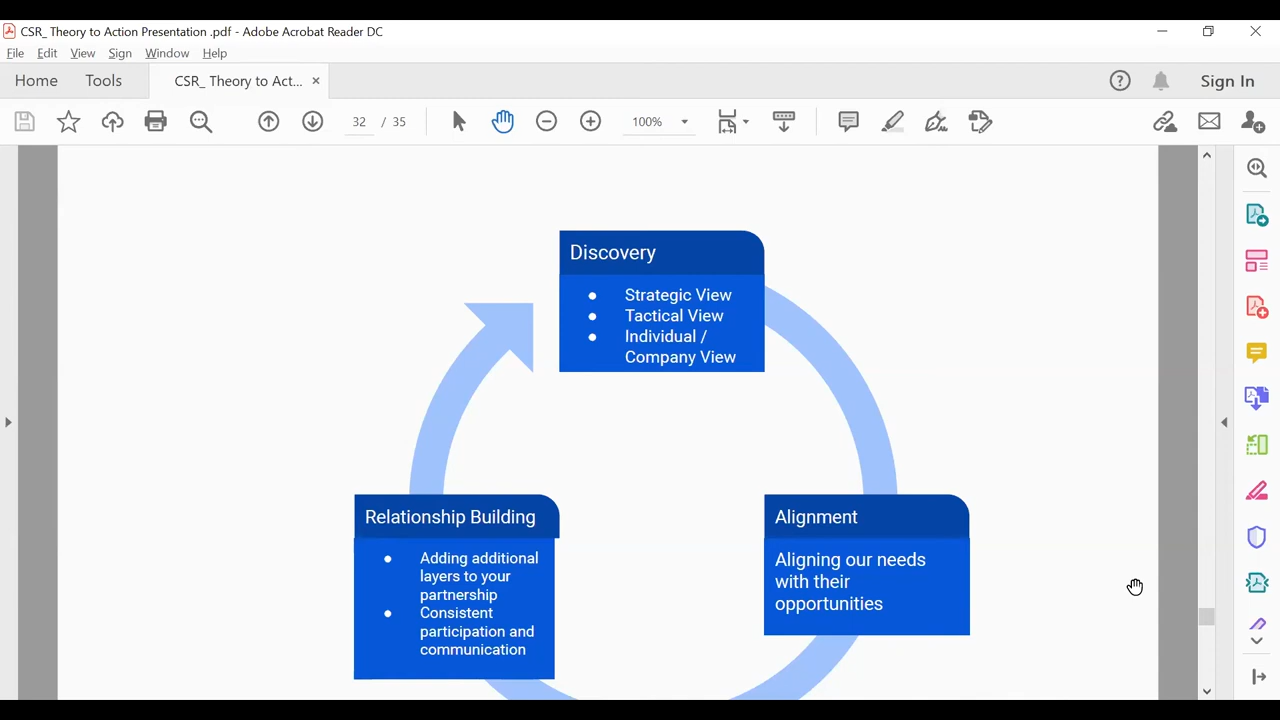 CSR_ Theory to Action Presentation .pdf - Adobe Acrobat Reader DC
File Edit View Sign Window Help
Home Tools CSR_ Theory to Act... × Sign In
32 / 35 100%
Discovery
● Strategic View
● Tactical View
● Individual /
Company View
Relationship Building
● Adding additional
layers to your
partnership
● Consistent
participation and
communication
Alignment
Aligning our needs
with their
opportunities